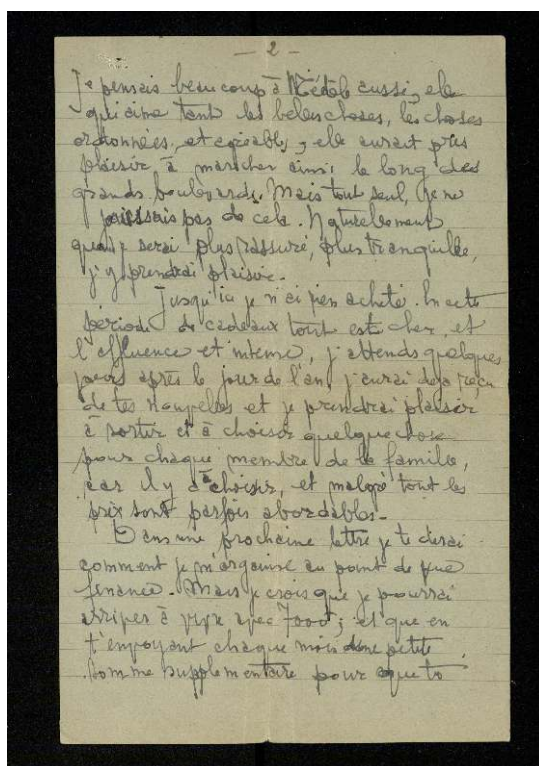 - 2 -
Je pensais beaucoup à aussi, elle
qui aime tant les belles choses, les choses
ordonnées, et agréables, elle aurait pris
plaisir à marcher ainsi le long des
grands boulevards. Mais tout seul, je ne
jouissais pas de cela. Naturellement
quand je serai plus rassuré, plus tranquille,
j'y prendrai plaisir.
Jusqu'ici je n'ai rien acheté. En cette
période de cadeaux tout est cher, et
l'affluence est intense, j'attends quelques
jours après le jour de l'an, j'aurai déjà reçu
de tes nouvelles et je prendrai plaisir
à sortir et à choisir quelque chose
pour chaque membre de la famille,
car il y a à choisir, et malgré tout les
prix sont parfois abordables -
Dans une prochaine lettre je te dirai
comment je m'organise au point de vue
finance. Mais je crois que je pourrai
arriver à vivre avec ; et que en
t'envoyant chaque mois une petite
somme supplémentaire pour que tu